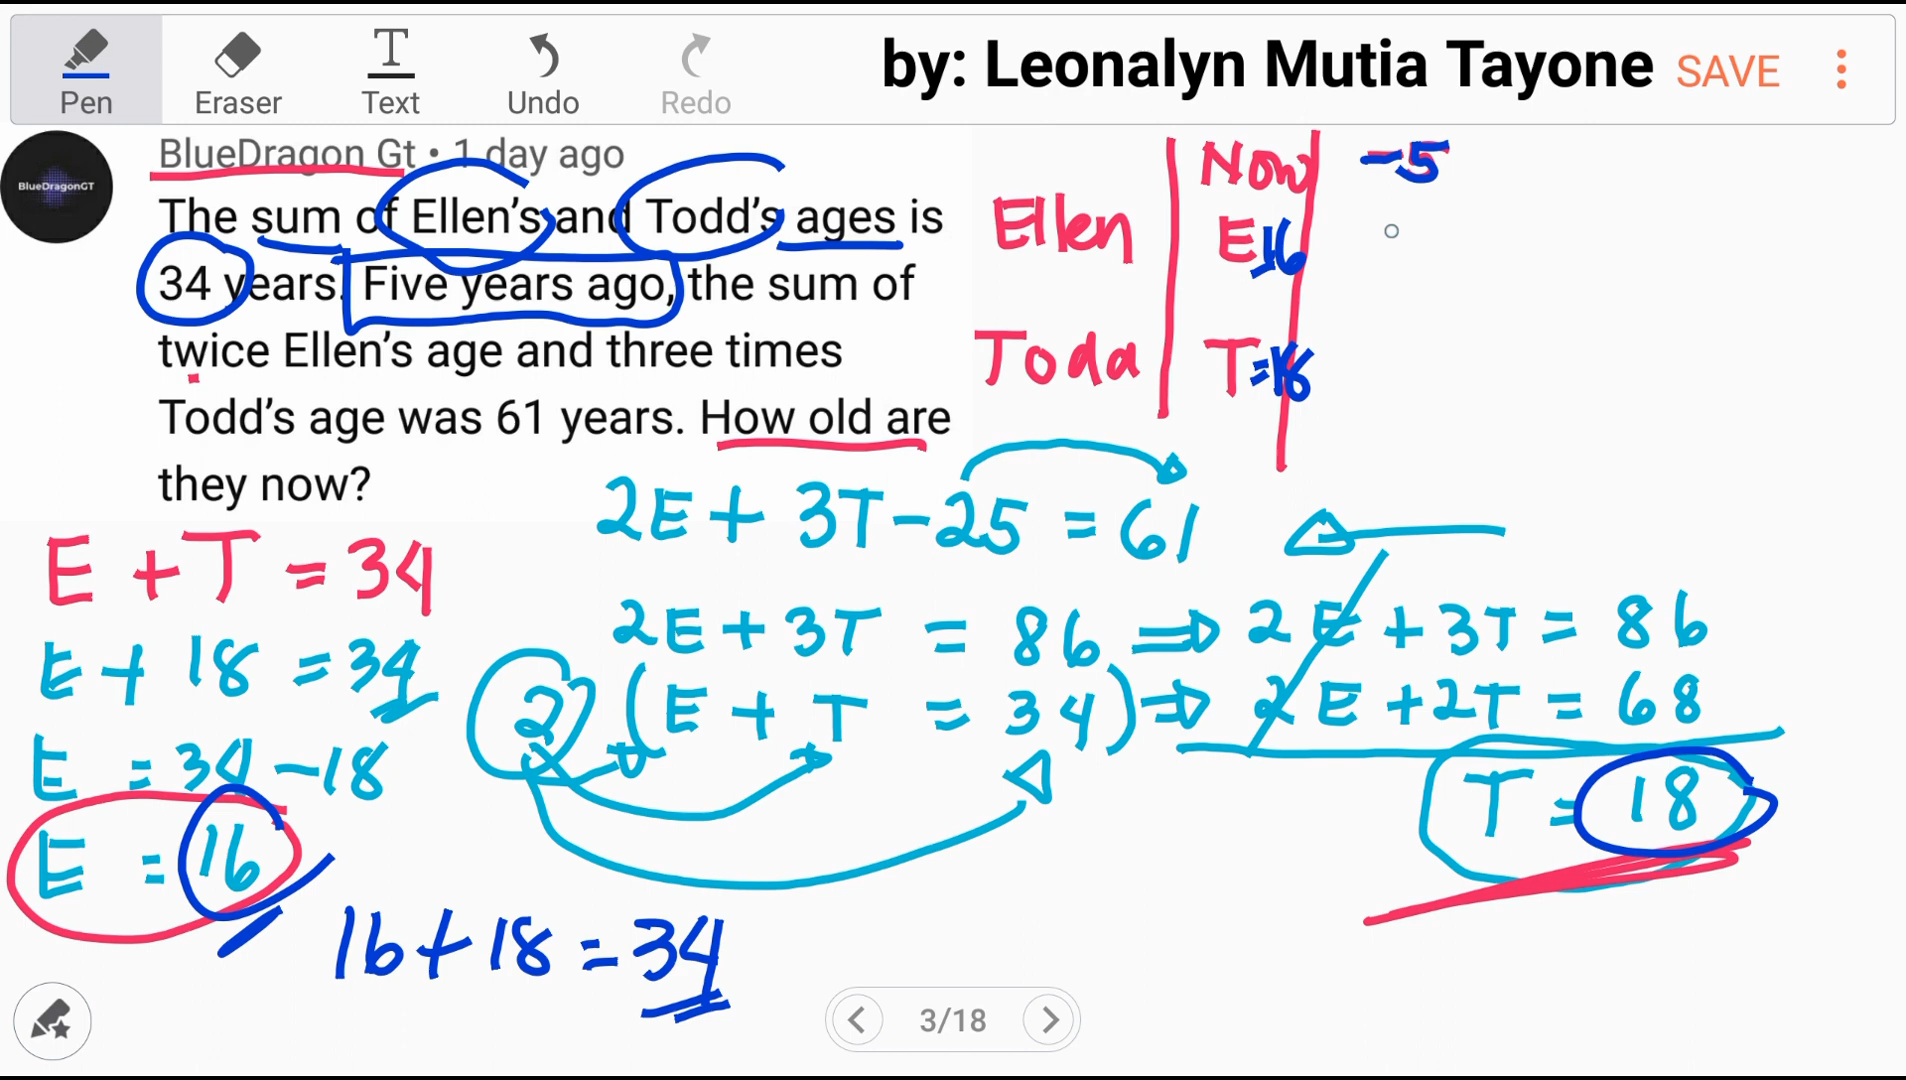 Pen
Eraser
Text
Undo
Redo
by: Leonalyn Mutia Tayone
SAVE
BlueDragonGT
BlueDragon Gt • 1 day ago
The sum of Ellen's and Todd's ages is
34 years. Five years ago, the sum of
twice Ellen's age and three times
Todd's age was 61 years. How old are
they now?
Now -5
Ellen E=16
Todd T=18
2E + 3T - 25 = 61
E + T = 34
2E + 3T = 86 ⇒ 2E + 3T = 86
E + 18 = 34
2 (E + T = 34) ⇒ 2E + 2T = 68
E = 34 - 18
T = 18
E = 16
16 + 18 = 34
3/18